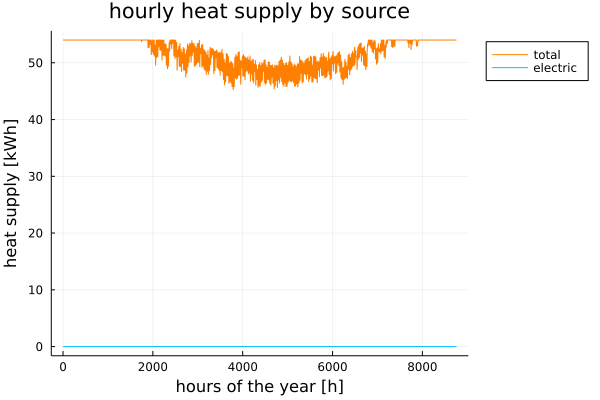 hourly heat supply by source
heat supply [kWh]
50
40
30
20
10
0
0 2000 4000 6000 8000
hours of the year [h]
total
electric